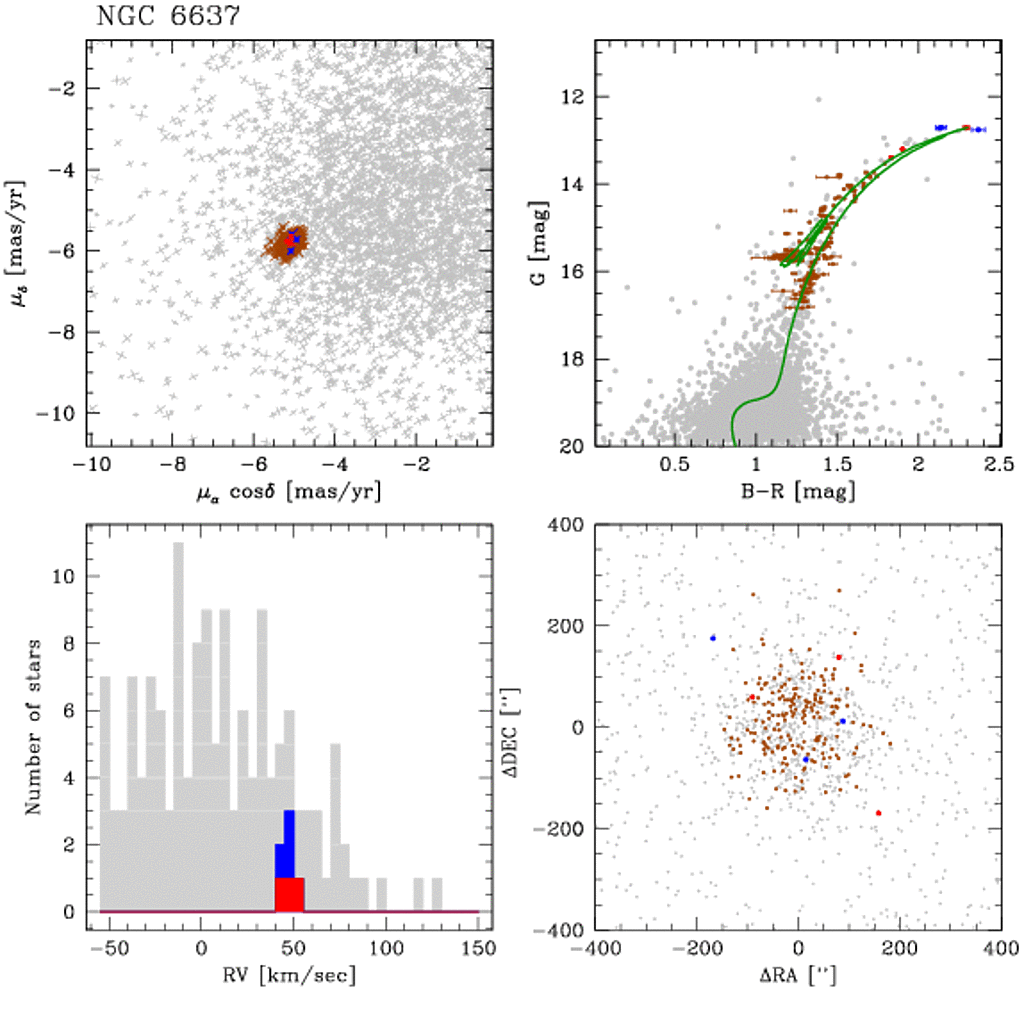 NGC 6637
−2
−4
−6
−8
−10
μδ [mas/yr]
−10 −8 −6 −4 −2
μα cosδ [mas/yr]
12
14
16
18
20
G [mag]
0.5 1 1.5 2 2.5
B−R [mag]
10
8
6
4
2
0
Number of stars
−50 0 50 100 150
RV [km/sec]
400
200
0
−200
−400
ΔDEC ["]
−400 −200 0 200 400
ΔRA ["]